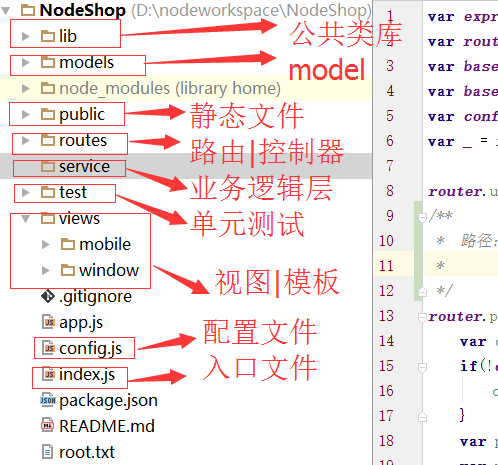 NodeShop (D:\nodeworkspace\NodeShop)
lib
公共类库
models
model
node_modules (library home)
public
静态文件
routes
路由|控制器
service
业务逻辑层
test
单元测试
views
mobile
window
视图|模板
.gitignore
app.js
config.js
配置文件
index.js
入口文件
package.json
README.md
root.txt
1 var expr
2 var rout
3 var base
4 var base
5 var conf
6 var _ =
7
8 router.u
9 /**
10 * 路径:
11 *
12 */
13 router.p
14 var
15 if(!
16
17 }
18 var p